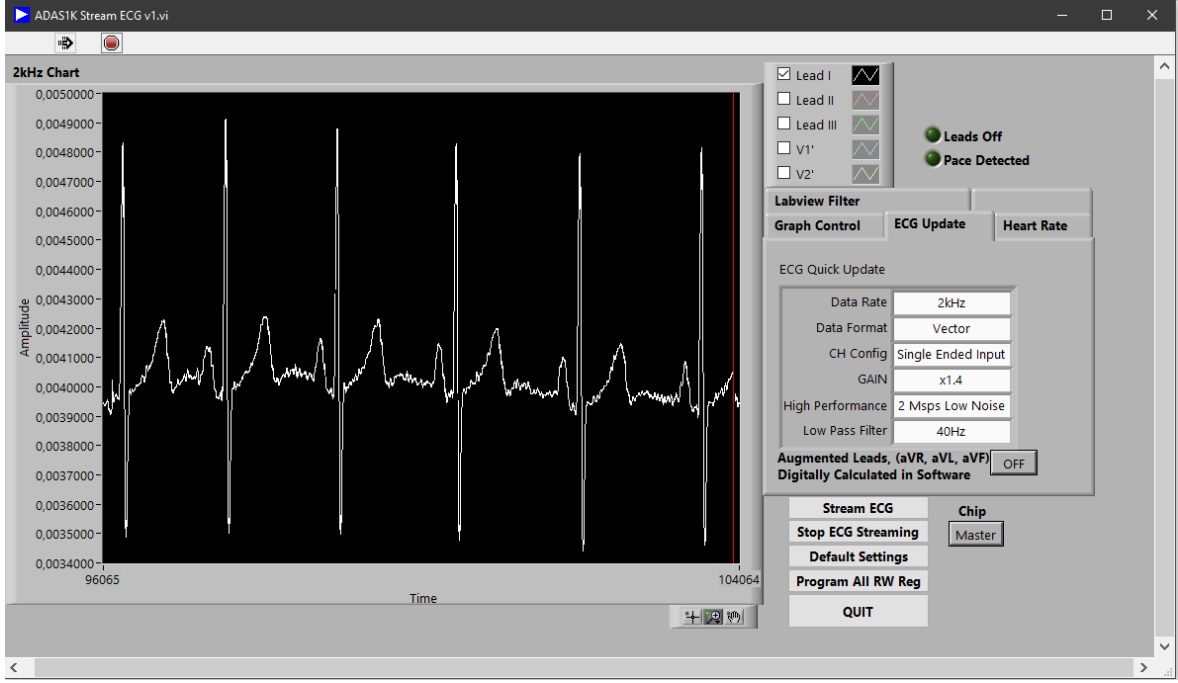 ADAS1K Stream ECG v1.vi
2kHz Chart
Amplitude
0,0050000
0,0049000
0,0048000
0,0047000
0,0046000
0,0045000
0,0044000
0,0043000
0,0042000
0,0041000
0,0040000
0,0039000
0,0038000
0,0037000
0,0036000
0,0035000
0,0034000
96065
104064
Time
Lead I
Lead II
Lead III
V1'
V2'
Leads Off
Pace Detected
Labview Filter
Graph Control ECG Update Heart Rate
ECG Quick Update
Data Rate 2kHz
Data Format Vector
CH Config Single Ended Input
GAIN x1.4
High Performance 2 Msps Low Noise
Low Pass Filter 40Hz
Augmented Leads, (aVR, aVL, aVF)
Digitally Calculated in Software
OFF
Stream ECG
Stop ECG Streaming
Default Settings
Program All RW Reg
QUIT
Chip
Master